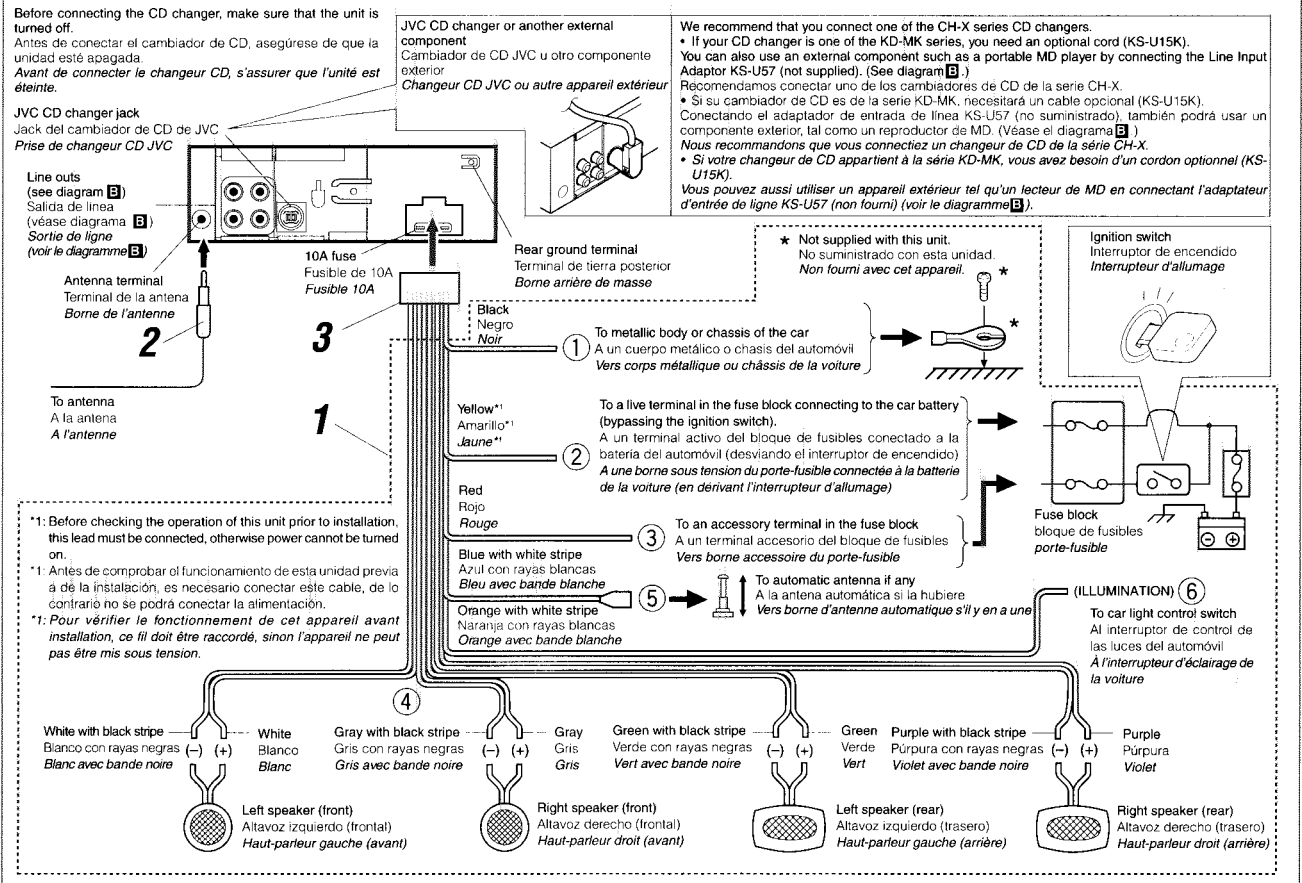 Before connecting the CD changer, make sure that the unit is
turned off.
Antes de conectar el cambiador de CD, asegúrese de que la
unidad esté apagada.
Avant de connecter le changeur CD, s'assurer que l'unité est
éteinte.
JVC CD changer jack
Jack del cambiador de CD de JVC
Prise de changeur CD JVC
JVC CD changer or another external
component
Cambiador de CD JVC u otro componente
exterior
Changeur CD JVC ou autre appareil extérieur
We recommend that you connect one of the CH-X series CD changers.
• If your CD changer is one of the KD-MK series, you need an optional cord (KS-U15K).
You can also use an external component such as a portable MD player by connecting the Line Input
Adaptor KS-U57 (not supplied). (See diagram B .)
Recomendamos conectar uno de los cambiadores de CD de la serie CH-X.
• Si su cambiador de CD es de la serie KD-MK, necesitará un cable opcional (KS-U15K).
Conectando el adaptador de entrada de línea KS-U57 (no suministrado), también podrá usar un
componente exterior, tal como un reproductor de MD. (Véase el diagrama B .)
Nous recommandons que vous connectiez un changeur de CD de la série CH-X.
• Si votre changeur de CD appartient à la série KD-MK, vous avez besoin d'un cordon optionnel (KS-
U15K).
Vous pouvez aussi utiliser un appareil extérieur tel qu'un lecteur de MD en connectant l'adaptateur
d'entrée de ligne KS-U57 (non fourni) (voir le diagramme B ).
Line outs
(see diagram B )
Salida de línea
(véase diagrama B )
Sortie de ligne
(voir le diagramme B )
Antenna terminal
Terminal de la antena
Borne de l'antenne
2
To antenna
A la antena
A l'antenne
10A fuse
Fusible de 10A
Fusible 10A
3
Rear ground terminal
Terminal de tierra posterior
Borne arrière de masse
★ Not supplied with this unit.
No suministrado con esta unidad.
Non fourni avec cet appareil.
★
★
Ignition switch
Interruptor de encendido
Interrupteur d'allumage
1
Black
Negro
Noir
1
To metallic body or chassis of the car
A un cuerpo metálico o chasis del automóvil
Vers corps métallique ou châssis de la voiture
Yellow*1
Amarillo*1
Jaune*1
2
To a live terminal in the fuse block connecting to the car battery
(bypassing the ignition switch).
A un terminal activo del bloque de fusibles conectado a la
batería del automóvil (desviando el interruptor de encendido)
A une borne sous tension du porte-fusible connectée à la batterie
de la voiture (en dérivant l'interrupteur d'allumage)
Red
Rojo
Rouge
3
To an accessory terminal in the fuse block
A un terminal accesorio del bloque de fusibles
Vers borne accessoire du porte-fusible
Fuse block
bloque de fusibles
porte-fusible
*1: Before checking the operation of this unit prior to installation,
this lead must be connected, otherwise power cannot be turned
on.
*1: Antes de comprobar el funcionamiento de esta unidad previa
a de la instalación, es necesario conectar este cable, de lo
contrario no se podrá conectar la alimentación.
*1: Pour vérifier le fonctionnement de cet appareil avant
installation, ce fil doit être raccordé, sinon l'appareil ne peut
pas être mis sous tension.
Blue with white stripe
Azul con rayas blancas
Bleu avec bande blanche
5
To automatic antenna if any
A la antena automática si la hubiere
Vers borne d'antenne automatique s'il y en a une
Orange with white stripe
Naranja con rayas blancas
Orange avec bande blanche
(ILLUMINATION) 6
To car light control switch
Al interruptor de control de
las luces del automóvil
À l'interrupteur d'éclairage de
la voiture
4
White with black stripe
Blanco con rayas negras
Blanc avec bande noire
(–) (+)
White
Blanco
Blanc
Gray with black stripe
Gris con rayas negras
Gris avec bande noire
(–) (+)
Gray
Gris
Gris
Green with black stripe
Verde con rayas negras
Vert avec bande noire
(–) (+)
Green
Verde
Vert
Purple with black stripe
Púrpura con rayas negras
Violet avec bande noire
(–) (+)
Purple
Púrpura
Violet
Left speaker (front)
Altavoz izquierdo (frontal)
Haut-parleur gauche (avant)
Right speaker (front)
Altavoz derecho (frontal)
Haut-parleur droit (avant)
Left speaker (rear)
Altavoz izquierdo (trasero)
Haut-parleur gauche (arrière)
Right speaker (rear)
Altavoz derecho (trasero)
Haut-parleur droit (arrière)